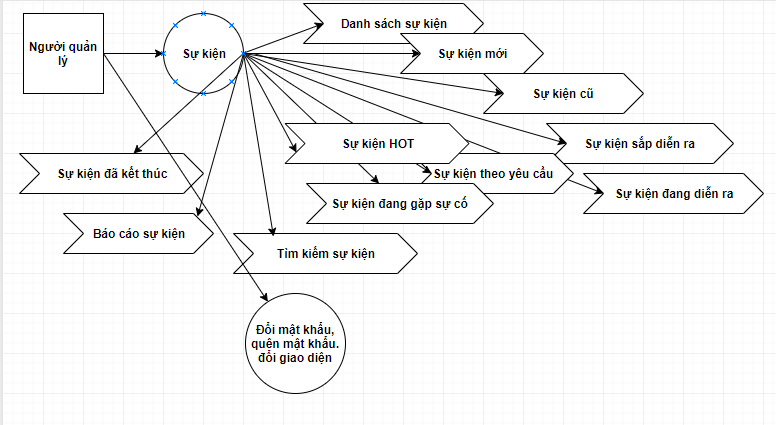 Người quản
lý
Sự kiện
Danh sách sự kiện
Sự kiện mới
Sự kiện cũ
Sự kiện HOT
Sự kiện sắp diễn ra
Sự kiện đã kết thúc
Sự kiện theo yêu cầu
Sự kiện đang gặp sự cố
Sự kiện đang diễn ra
Báo cáo sự kiện
Tìm kiếm sự kiện
Đổi mật khẩu,
quên mật khẩu.
đổi giao diện